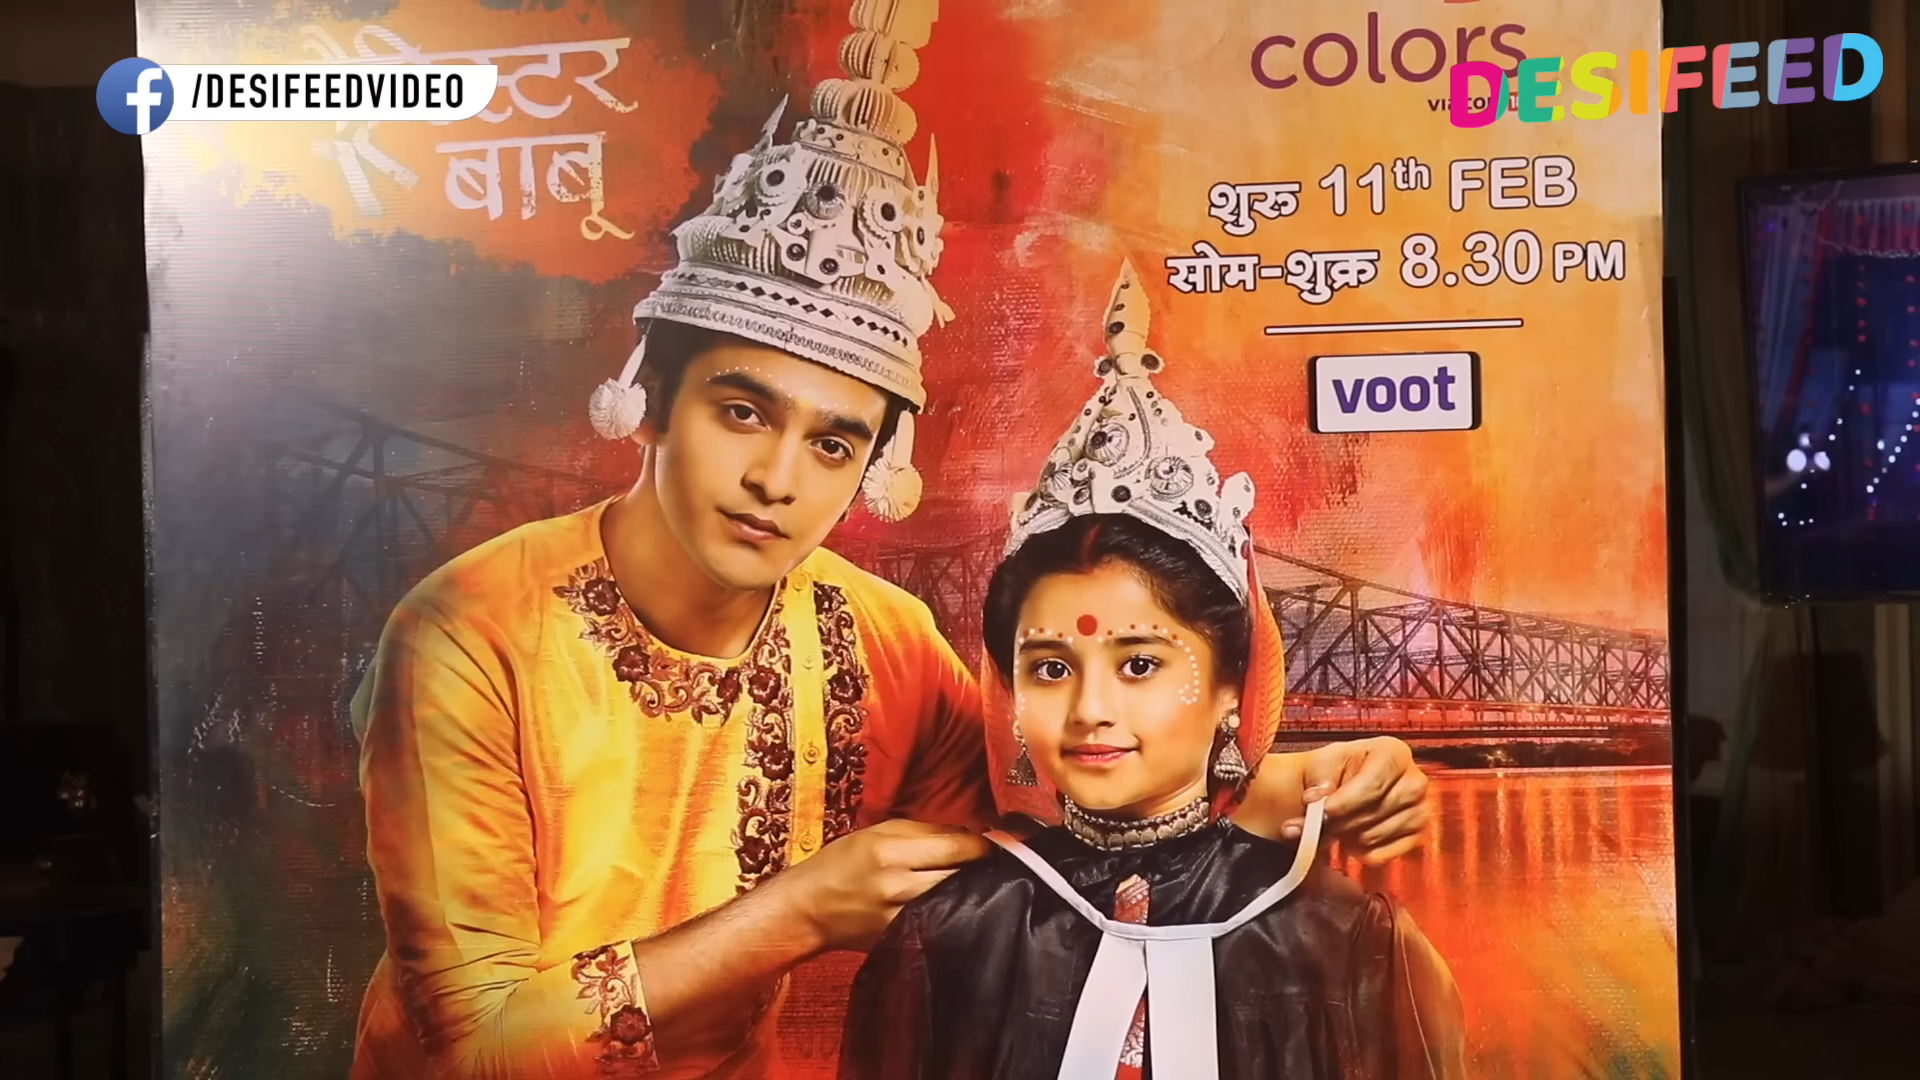 /DESIFEEDVIDEO
बाबू
colors
DESIFEED
शुरू 11th FEB
सोम-शुक्र 8.30 PM
voot